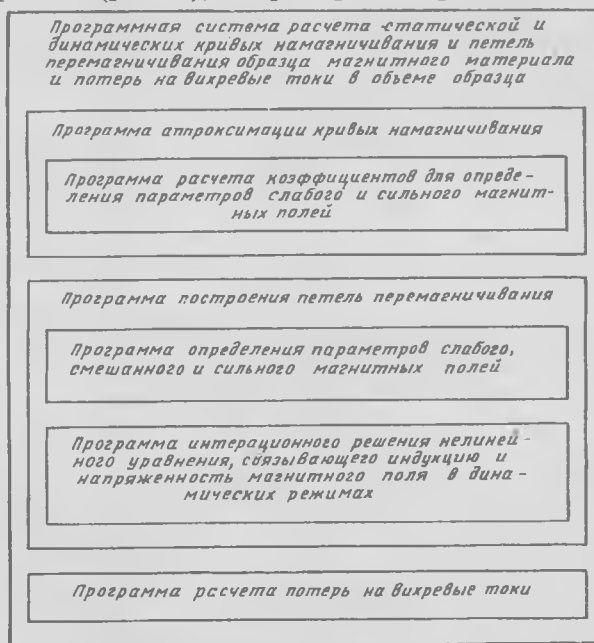 Программная система расчета статической и
динамических кривых намагничивания и петель
перемагничивания образца магнитного материала
и потерь на вихревые токи в объеме образца
Программа аппроксимации кривых намагничивания
Программа расчета коэффициентов для опреде-
ления параметров слабого и сильного магнит-
ных полей
Программа построения петель перемагничивания
Программа определения параметров слабого,
смешанного и сильного магнитных полей
Программа интерационного решения нелиней-
ного уравнения, связывающего индукцию и
напряженность магнитного поля в дина-
мических режимах
Программа расчета потерь на вихревые токи